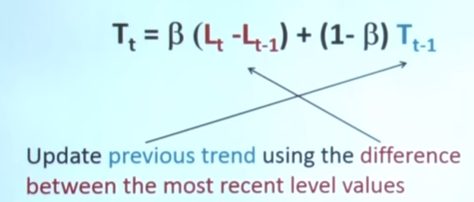 Tₜ = β (Lₜ -Lₜ₋₁) + (1- β) Tₜ₋₁
Update previous trend using the difference
between the most recent level values